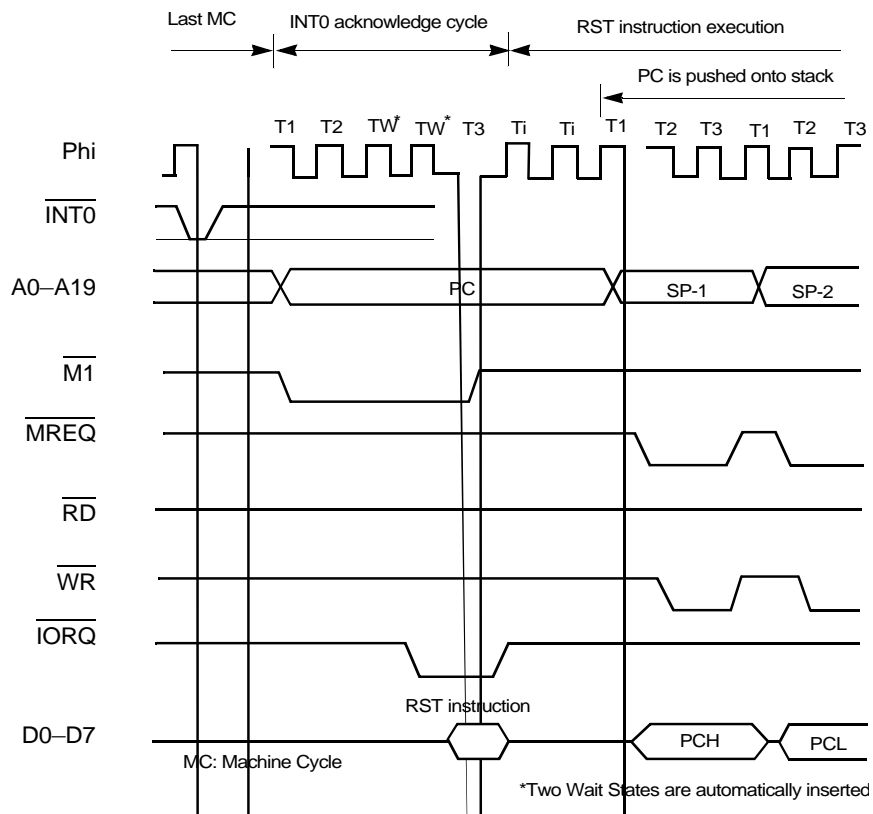 Last MC
INT0 acknowledge cycle
RST instruction execution
PC is pushed onto stack
T1 T2 TW* TW* T3 Ti Ti T1 T2 T3 T1 T2 T3
Phi
INT0
A0–A19
PC
SP-1
SP-2
M1
MREQ
RD
WR
IORQ
RST instruction
D0–D7
PCH
PCL
MC: Machine Cycle
*Two Wait States are automatically inserted